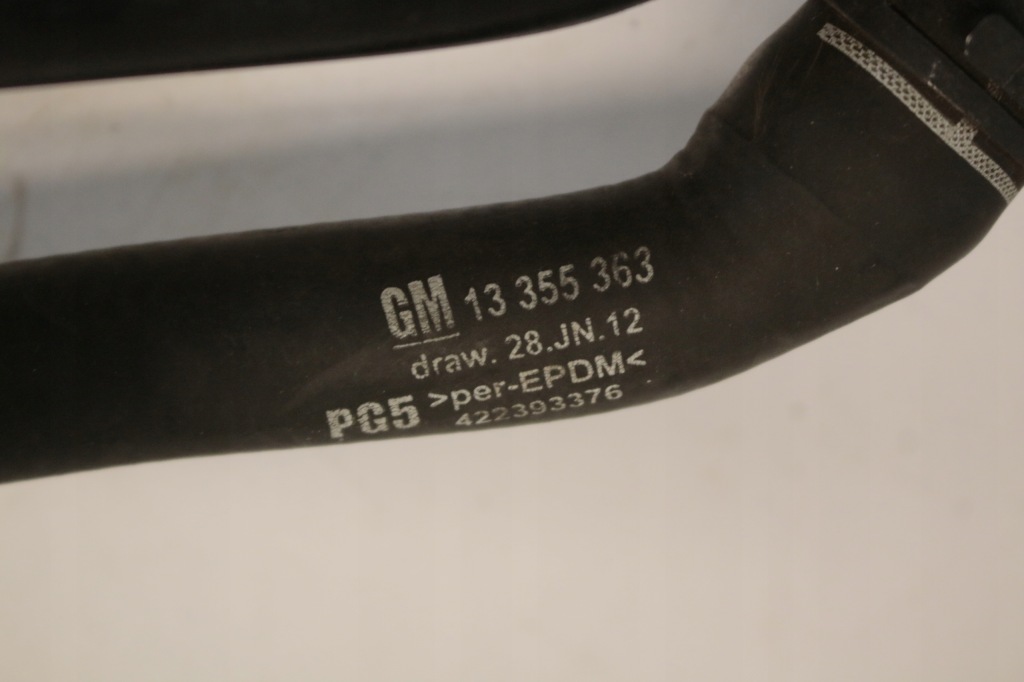 GM 13 355 363
draw. 28.JN.12
>per-EPDM<
PG5
422393376